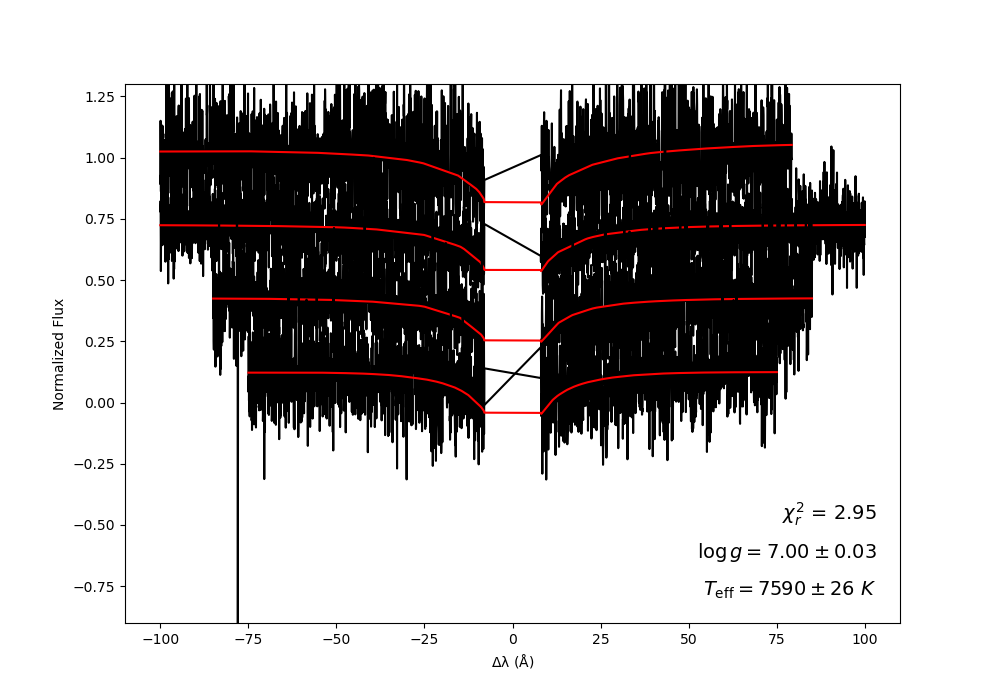 1.25
1.00
0.75
0.50
0.25
0.00
−0.25
−0.50
−0.75
Normalized Flux
χ²ᵣ = 2.95
log g = 7.00 ± 0.03
T_eff = 7590 ± 26 K
−100 −75 −50 −25 0 25 50 75 100
Δλ (Å)